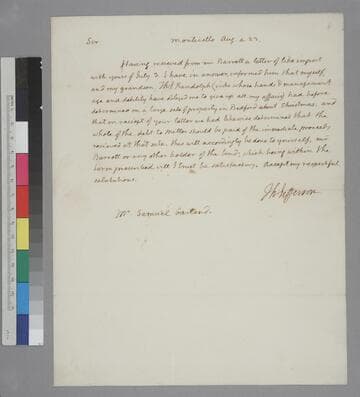 Sir Monticello Aug. 2. 23.
Having recieved from mr Barrett a letter of like import
with yours of July 2. I have in answer, informed him that myself,
and my grandson Th: J. Randolph (into whose hands & management
age and debility have obliged me to give up all my affairs) had before
determined on a large sale of property in Bedford about Christmas, and
that on reciept of your letter we had likewise determined that the
whole of the debt to Miller should be paid of the immediate proceeds
recieved at that sale. this will accordingly be done to yourself, mr
Barrett or any other holder of the bond, which being within the
term prescribed will I trust be satisfactory. Accept my respectful
salutations.
Th: Jefferson
Mr. Samuel Garland.